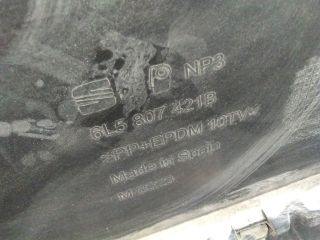 NP3
6L5 807 421B
>PP+EPDM 10TV<
Made in Spain